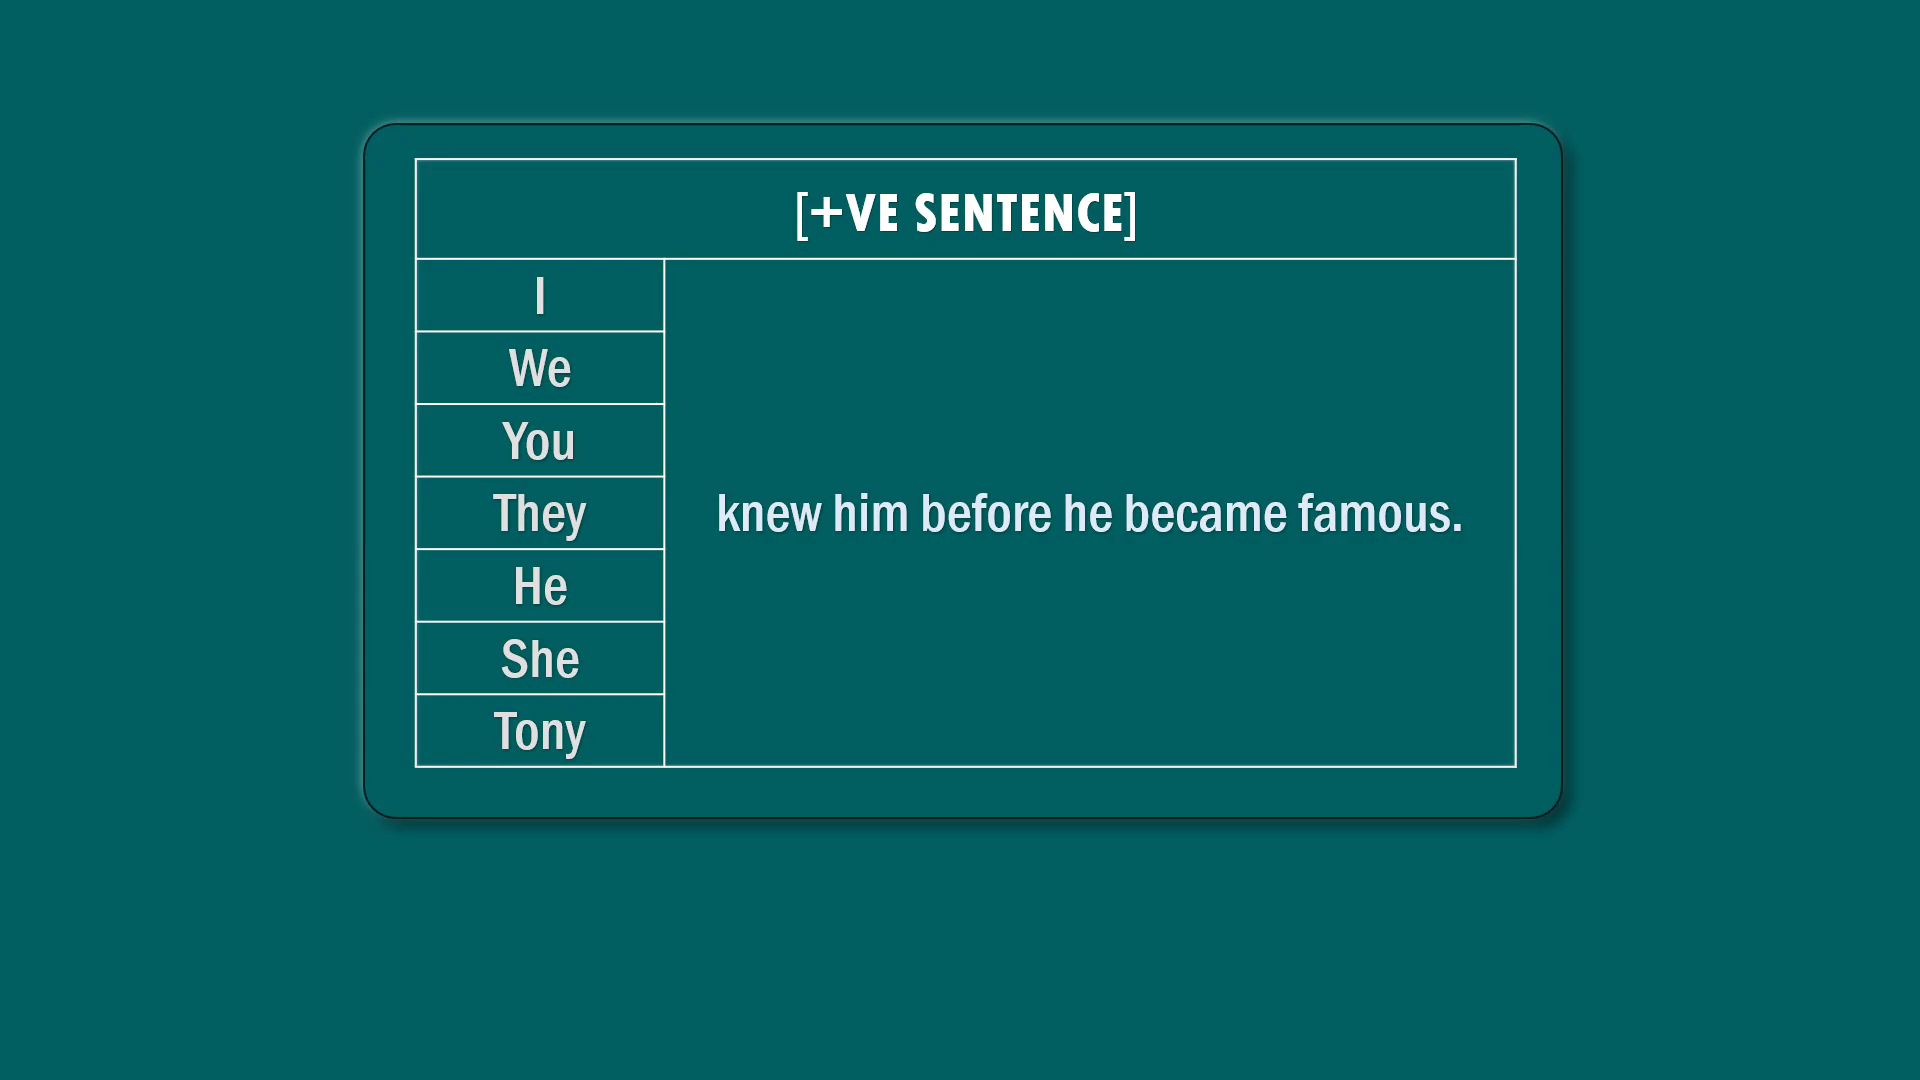 [+VE SENTENCE]
I
We
You
They
He
She
Tony
knew him before he became famous.